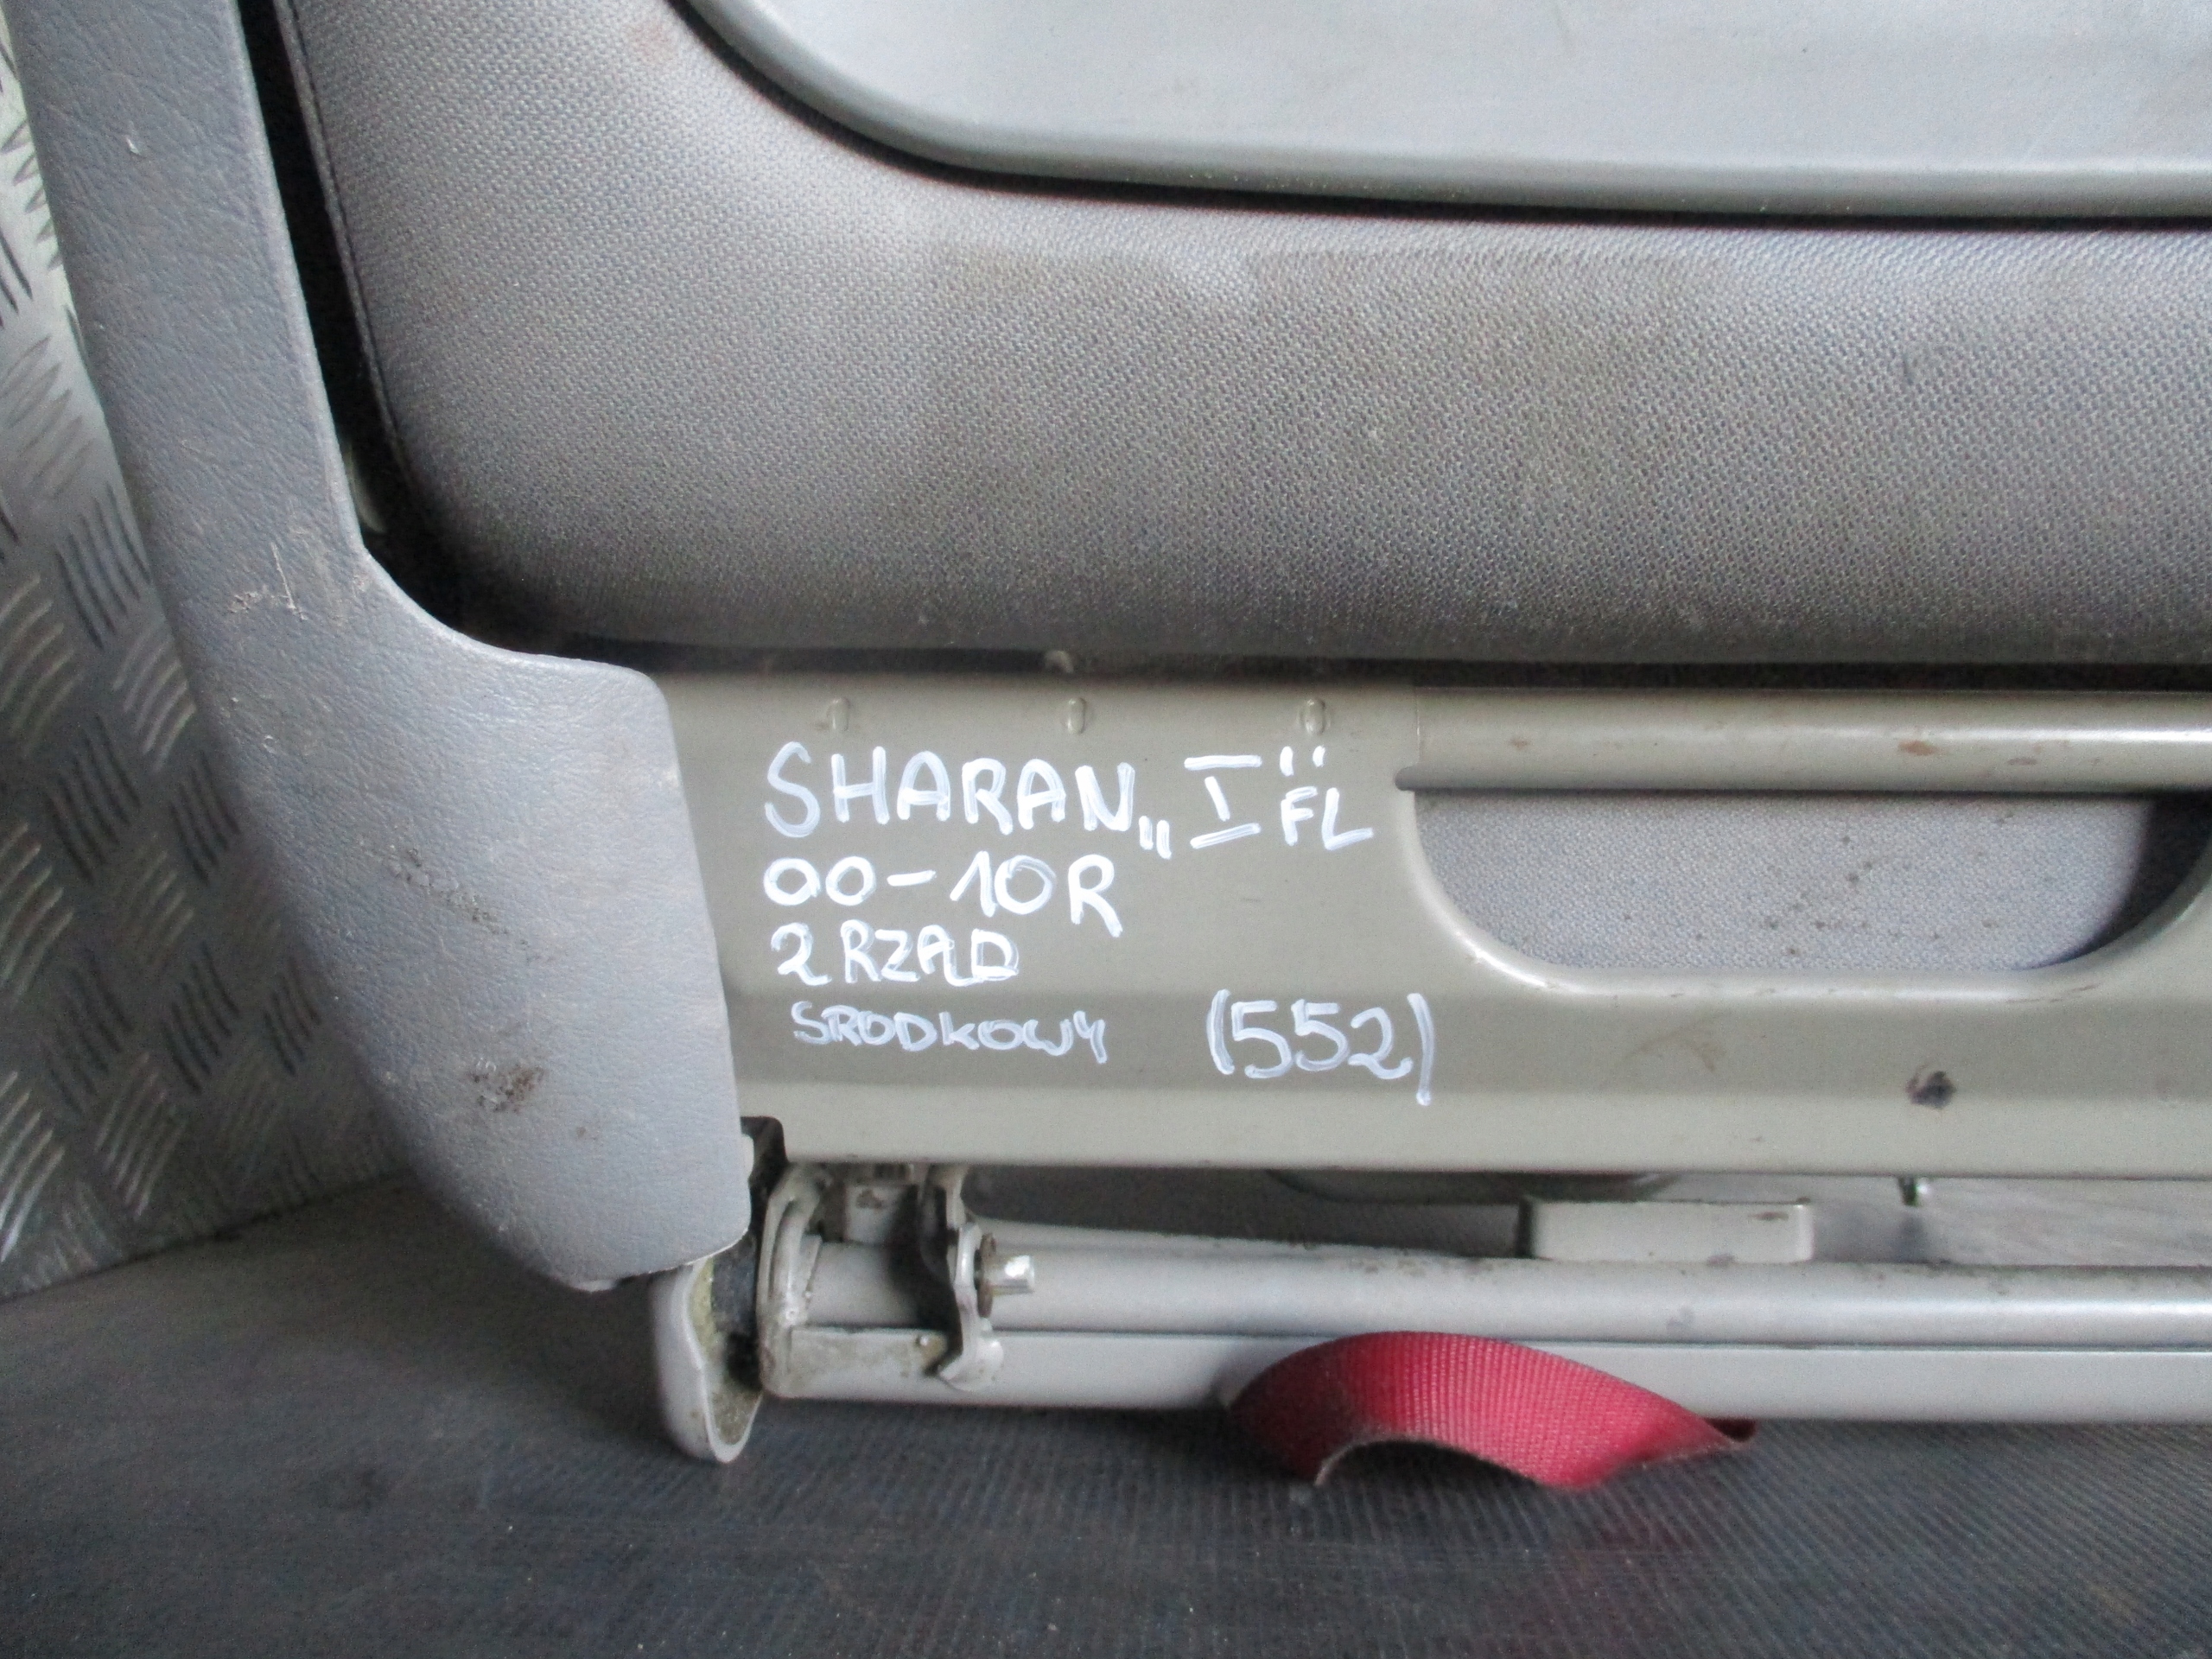 SHARAN „I" FL
00-10R
2 RZAD
SRODKOWY (552)